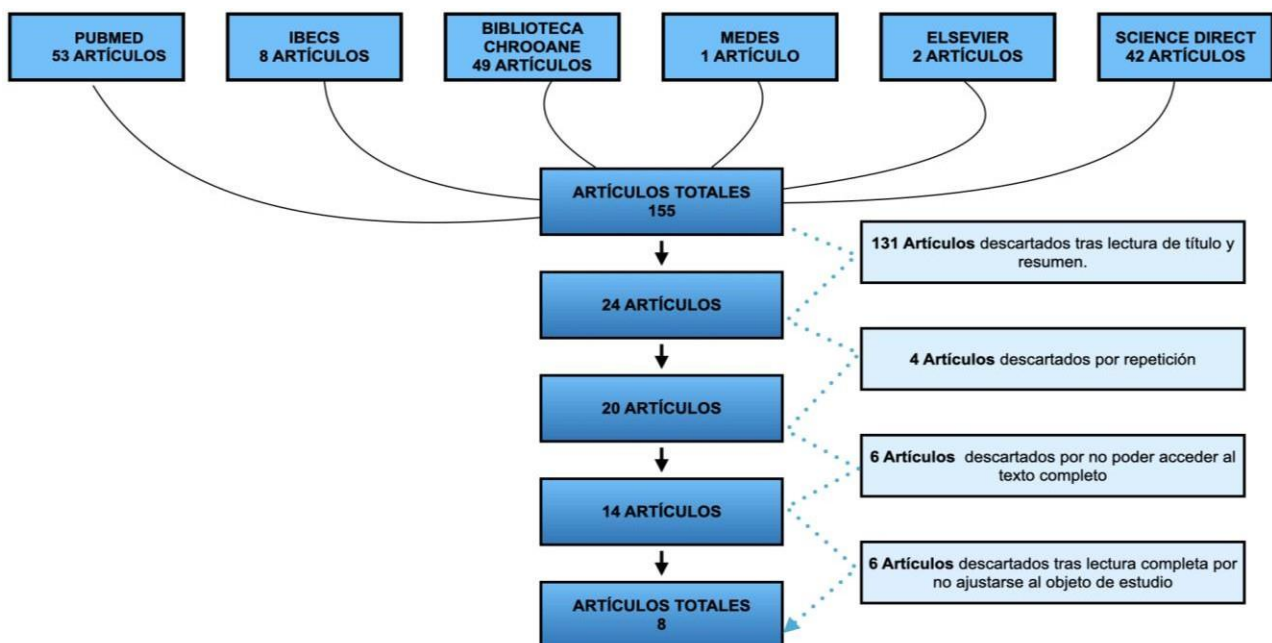 PUBMED
53 ARTÍCULOS
IBECS
8 ARTÍCULOS
BIBLIOTECA
CHROOANE
49 ARTÍCULOS
MEDES
1 ARTÍCULO
ELSEVIER
2 ARTÍCULOS
SCIENCE DIRECT
42 ARTÍCULOS
ARTÍCULOS TOTALES
155
131 Artículos descartados tras lectura de título y
resumen.
24 ARTÍCULOS
4 Artículos descartados por repetición
20 ARTÍCULOS
6 Artículos descartados por no poder acceder al
texto completo
14 ARTÍCULOS
6 Artículos descartados tras lectura completa por
no ajustarse al objeto de estudio
ARTÍCULOS TOTALES
8